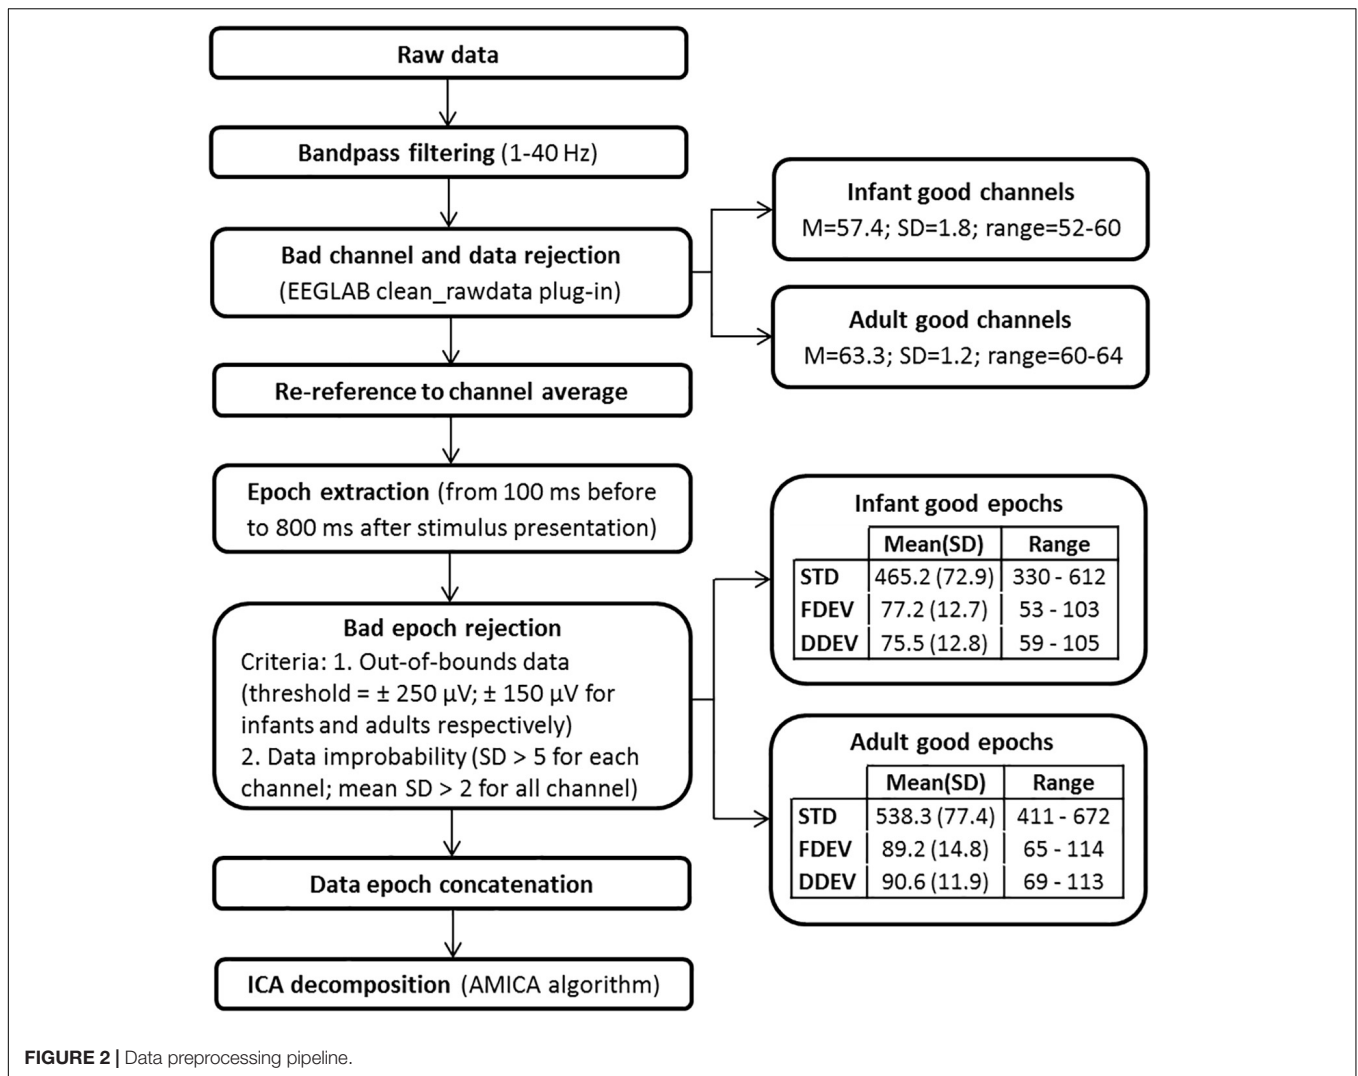 Raw data
Bandpass filtering (1-40 Hz)
Bad channel and data rejection
(EEGLAB clean_rawdata plug-in)
Infant good channels
M=57.4; SD=1.8; range=52-60
Adult good channels
M=63.3; SD=1.2; range=60-64
Re-reference to channel average
Epoch extraction (from 100 ms before
to 800 ms after stimulus presentation)
Bad epoch rejection
Criteria: 1. Out-of-bounds data
(threshold = ± 250 µV; ± 150 µV for
infants and adults respectively)
2. Data improbability (SD > 5 for each
channel; mean SD > 2 for all channel)
Infant good epochs
Mean(SD) Range
STD 465.2 (72.9) 330 - 612
FDEV 77.2 (12.7) 53 - 103
DDEV 75.5 (12.8) 59 - 105
Adult good epochs
Mean(SD) Range
STD 538.3 (77.4) 411 - 672
FDEV 89.2 (14.8) 65 - 114
DDEV 90.6 (11.9) 69 - 113
Data epoch concatenation
ICA decomposition (AMICA algorithm)
FIGURE 2 | Data preprocessing pipeline.